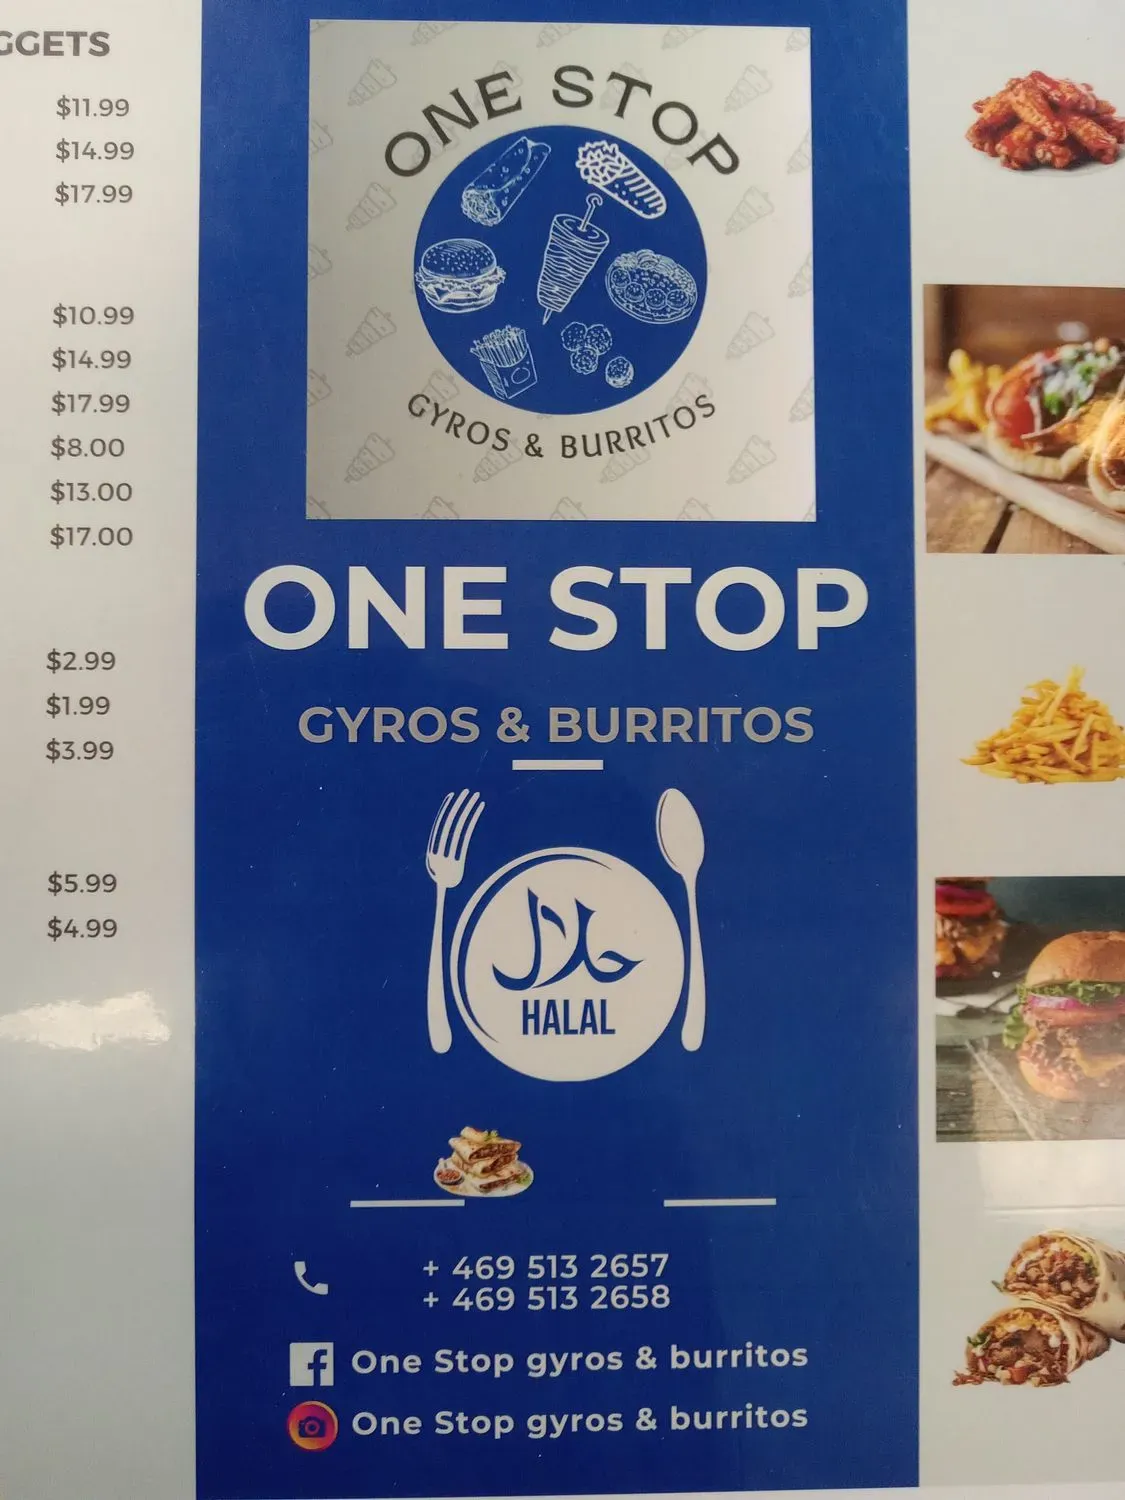 $11.99
$14.99
$17.99
$10.99
$14.99
$17.99
$8.00
$13.00
$17.00
$2.99
$1.99
$3.99
$5.99
$4.99
ONE STOP
GYROS & BURRITOS
ONE STOP
GYROS & BURRITOS
حلال
HALAL
+ 469 513 2657
+ 469 513 2658
One Stop gyros & burritos
One Stop gyros & burritos